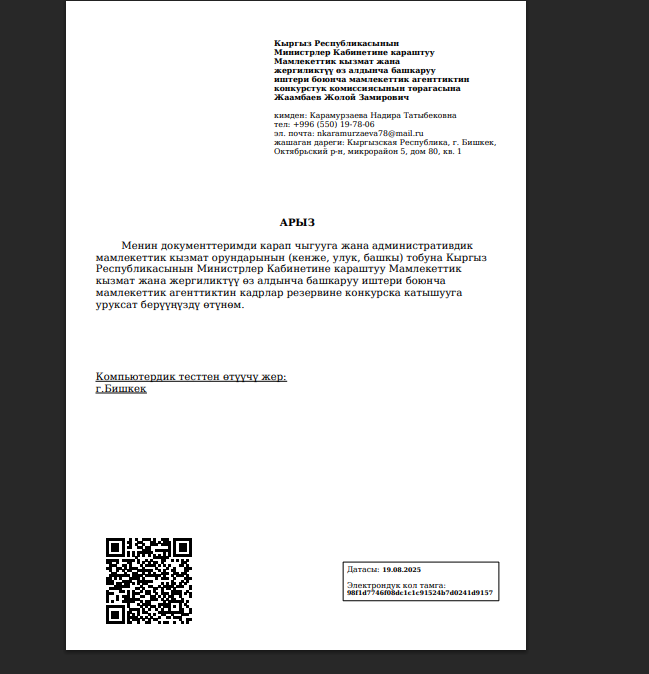 Кыргыз Республикасынын
Министрлер Кабинетине караштуу
Мамлекеттик кызмат жана
жергиликтүү өз алдынча башкаруу
иштери боюнча мамлекеттик агенттиктин
конкурстук комиссиясынын төрагасына
Жаамбаев Жолой Замирович
кимден: Карамурзаева Надира Татыбековна
тел: +996 (550) 19-78-06
эл. почта: nkaramurzaeva78@mail.ru
жашаган дареги: Кыргызская Республика, г. Бишкек,
Октябрьский р-н, микрорайон 5, дом 80, кв. 1
АРЫЗ
Менин документтеримди карап чыгууга жана административдик
мамлекеттик кызмат орундарынын (кенже, улук, башкы) тобуна Кыргыз
Республикасынын Министрлер Кабинетине караштуу Мамлекеттик
кызмат жана жергиликтүү өз алдынча башкаруу иштери боюнча
мамлекеттик агенттиктин кадрлар резервине конкурска катышууга
уруксат берүүңүздү өтүнөм.
Компьютердик тесттен өтүүчү жер:
г.Бишкек
Датасы: 19.08.2025
Электрондук кол тамга:
98f1d7746f08dc1c1c91524b7d0241d9157